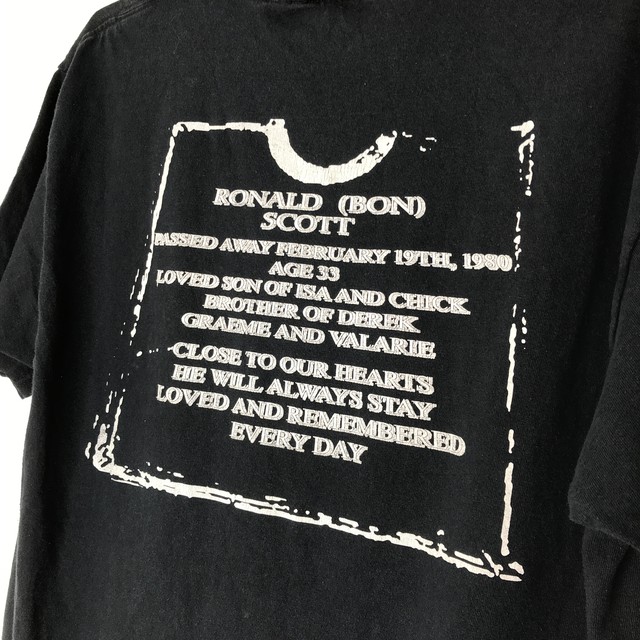 RONALD (BON)
SCOTT
PASSED AWAY FEBRUARY 19TH, 1980
AGE 33
LOVED SON OF ISA AND CHICK
BROTHER OF DEREK
GRAEME AND VALARIE
CLOSE TO OUR HEARTS
HE WILL ALWAYS STAY
LOVED AND REMEMBERED
EVERY DAY